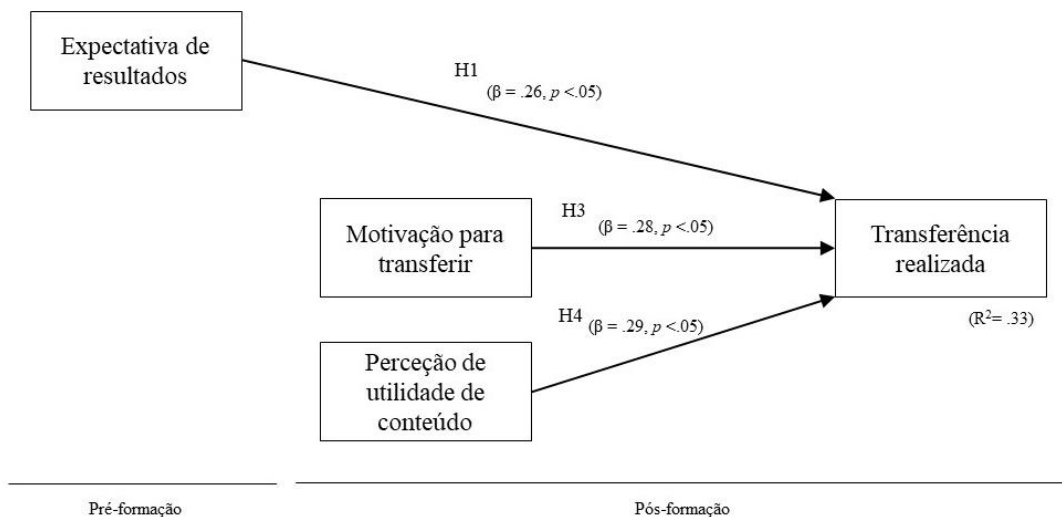 Expectativa de
resultados
H1
(β = .26, p <.05)
Motivação para
transferir
H3
(β = .28, p <.05)
Transferência
realizada
(R²= .33)
H4
(β = .29, p <.05)
Perceção de
utilidade de
conteúdo
Pré-formação
Pós-formação